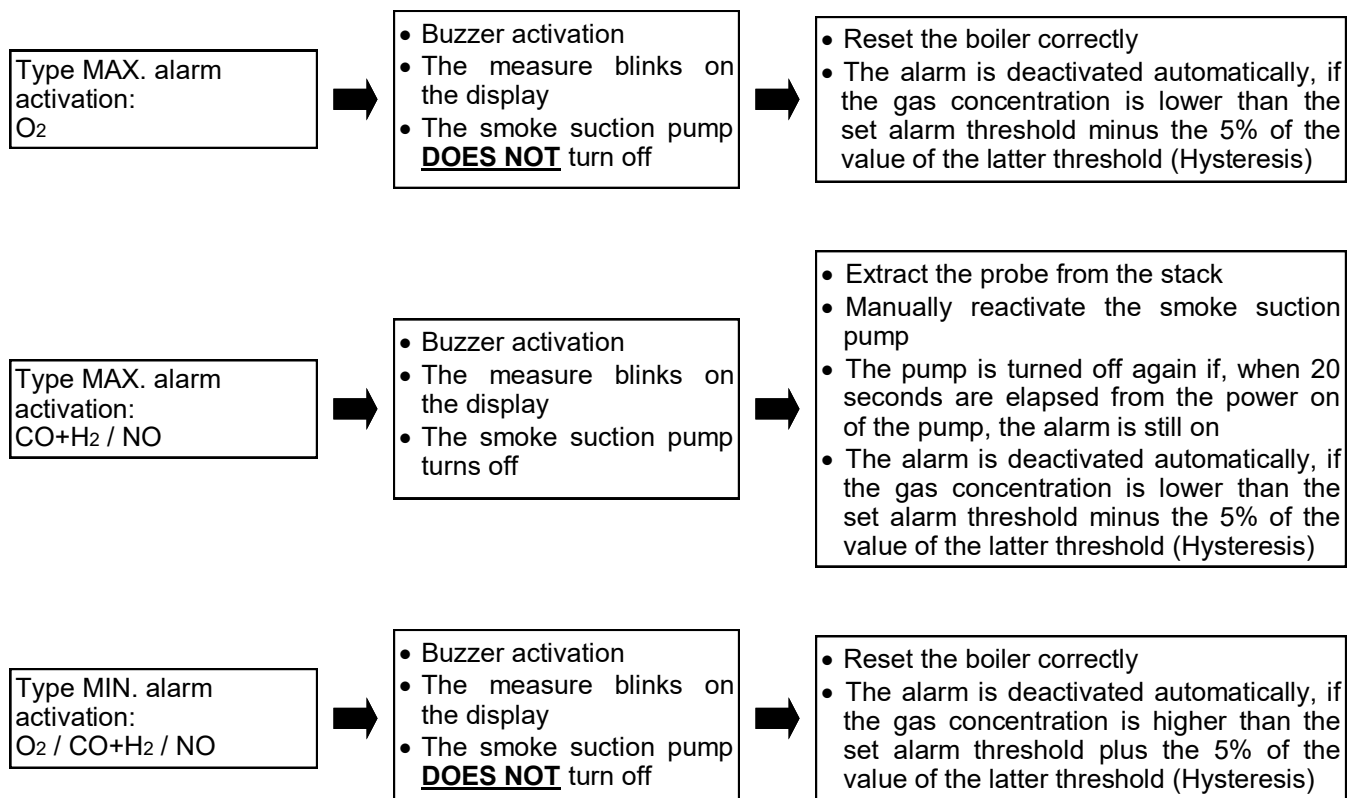 Type MAX. alarm
activation:
O2
• Buzzer activation
• The measure blinks on
the display
• The smoke suction pump
DOES NOT turn off
• Reset the boiler correctly
• The alarm is deactivated automatically, if
the gas concentration is lower than the
set alarm threshold minus the 5% of the
value of the latter threshold (Hysteresis)
Type MAX. alarm
activation:
CO+H2 / NO
• Buzzer activation
• The measure blinks on
the display
• The smoke suction pump
turns off
• Extract the probe from the stack
• Manually reactivate the smoke suction
pump
• The pump is turned off again if, when 20
seconds are elapsed from the power on
of the pump, the alarm is still on
• The alarm is deactivated automatically, if
the gas concentration is lower than the
set alarm threshold minus the 5% of the
value of the latter threshold (Hysteresis)
Type MIN. alarm
activation:
O2 / CO+H2 / NO
• Buzzer activation
• The measure blinks on
the display
• The smoke suction pump
DOES NOT turn off
• Reset the boiler correctly
• The alarm is deactivated automatically, if
the gas concentration is higher than the
set alarm threshold plus the 5% of the
value of the latter threshold (Hysteresis)